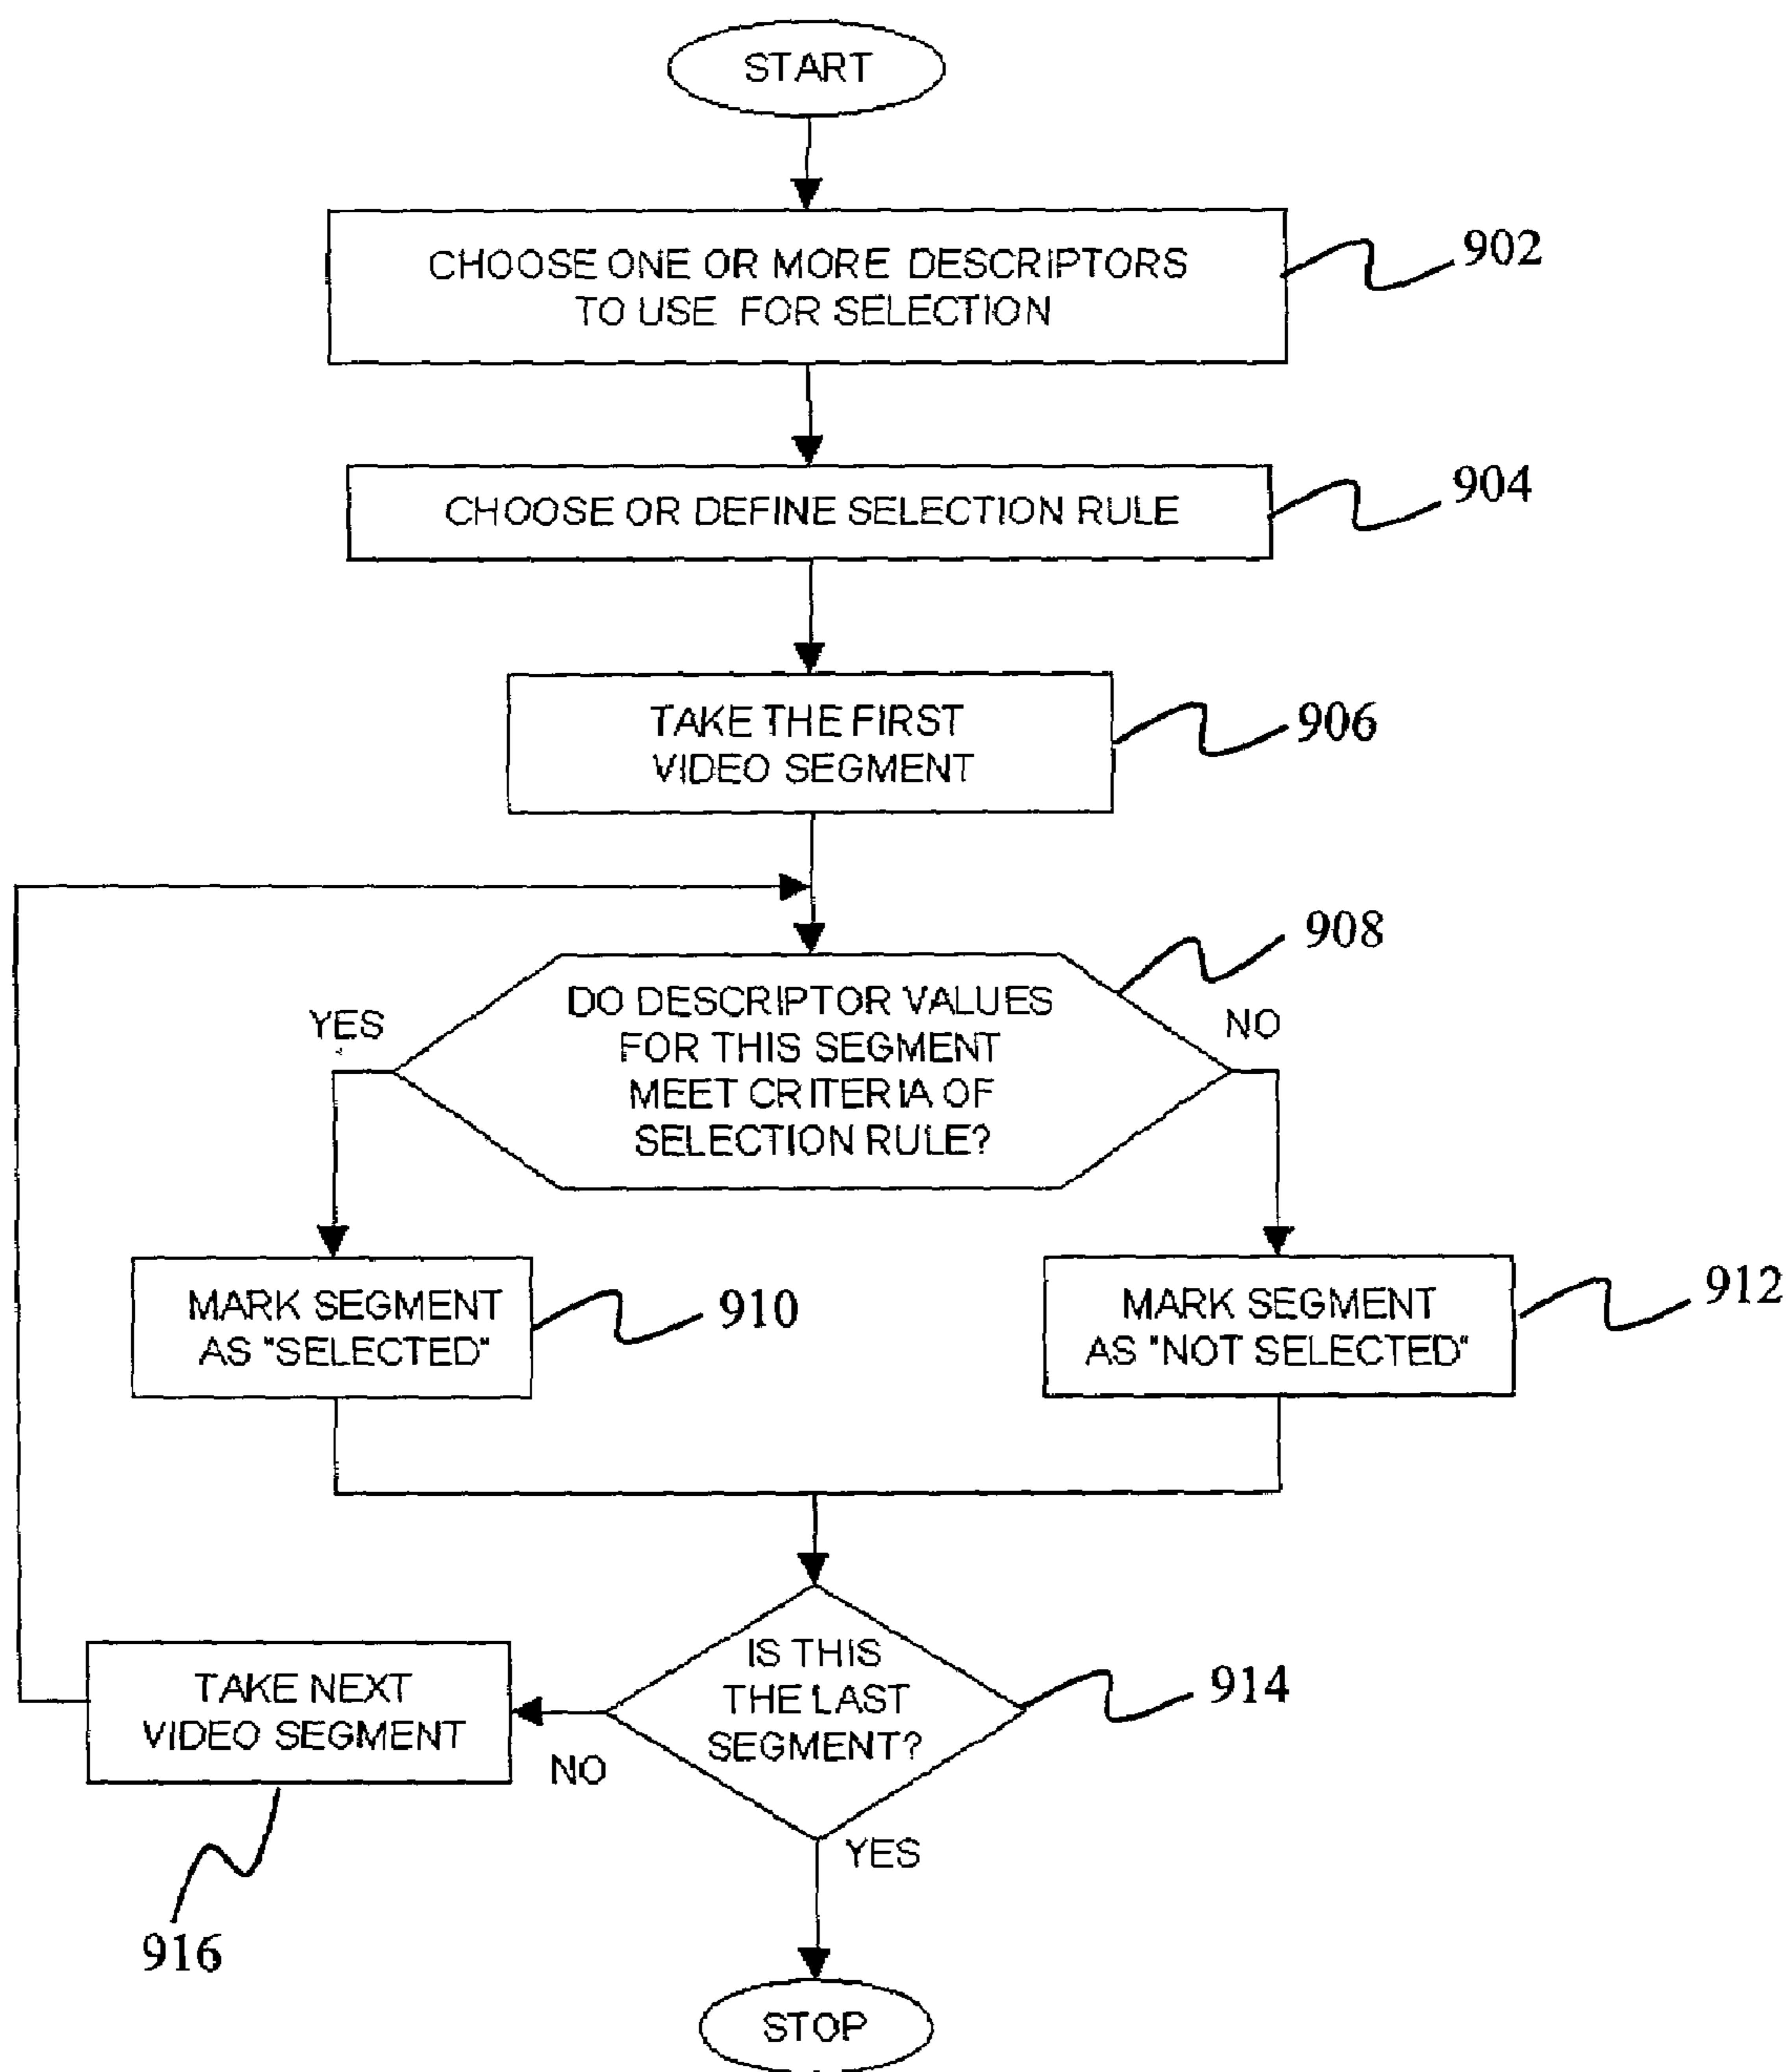 START
CHOOSE ONE OR MORE DESCRIPTORS
TO USE FOR SELECTION
902
CHOOSE OR DEFINE SELECTION RULE
904
TAKE THE FIRST
VIDEO SEGMENT
906
908
DO DESCRIPTOR VALUES
FOR THIS SEGMENT
MEET CRITERIA OF
SELECTION RULE?
YES
NO
MARK SEGMENT
AS "SELECTED"
910
MARK SEGMENT
AS "NOT SELECTED"
912
IS THIS
THE LAST
SEGMENT?
914
NO
TAKE NEXT
VIDEO SEGMENT
916
YES
STOP